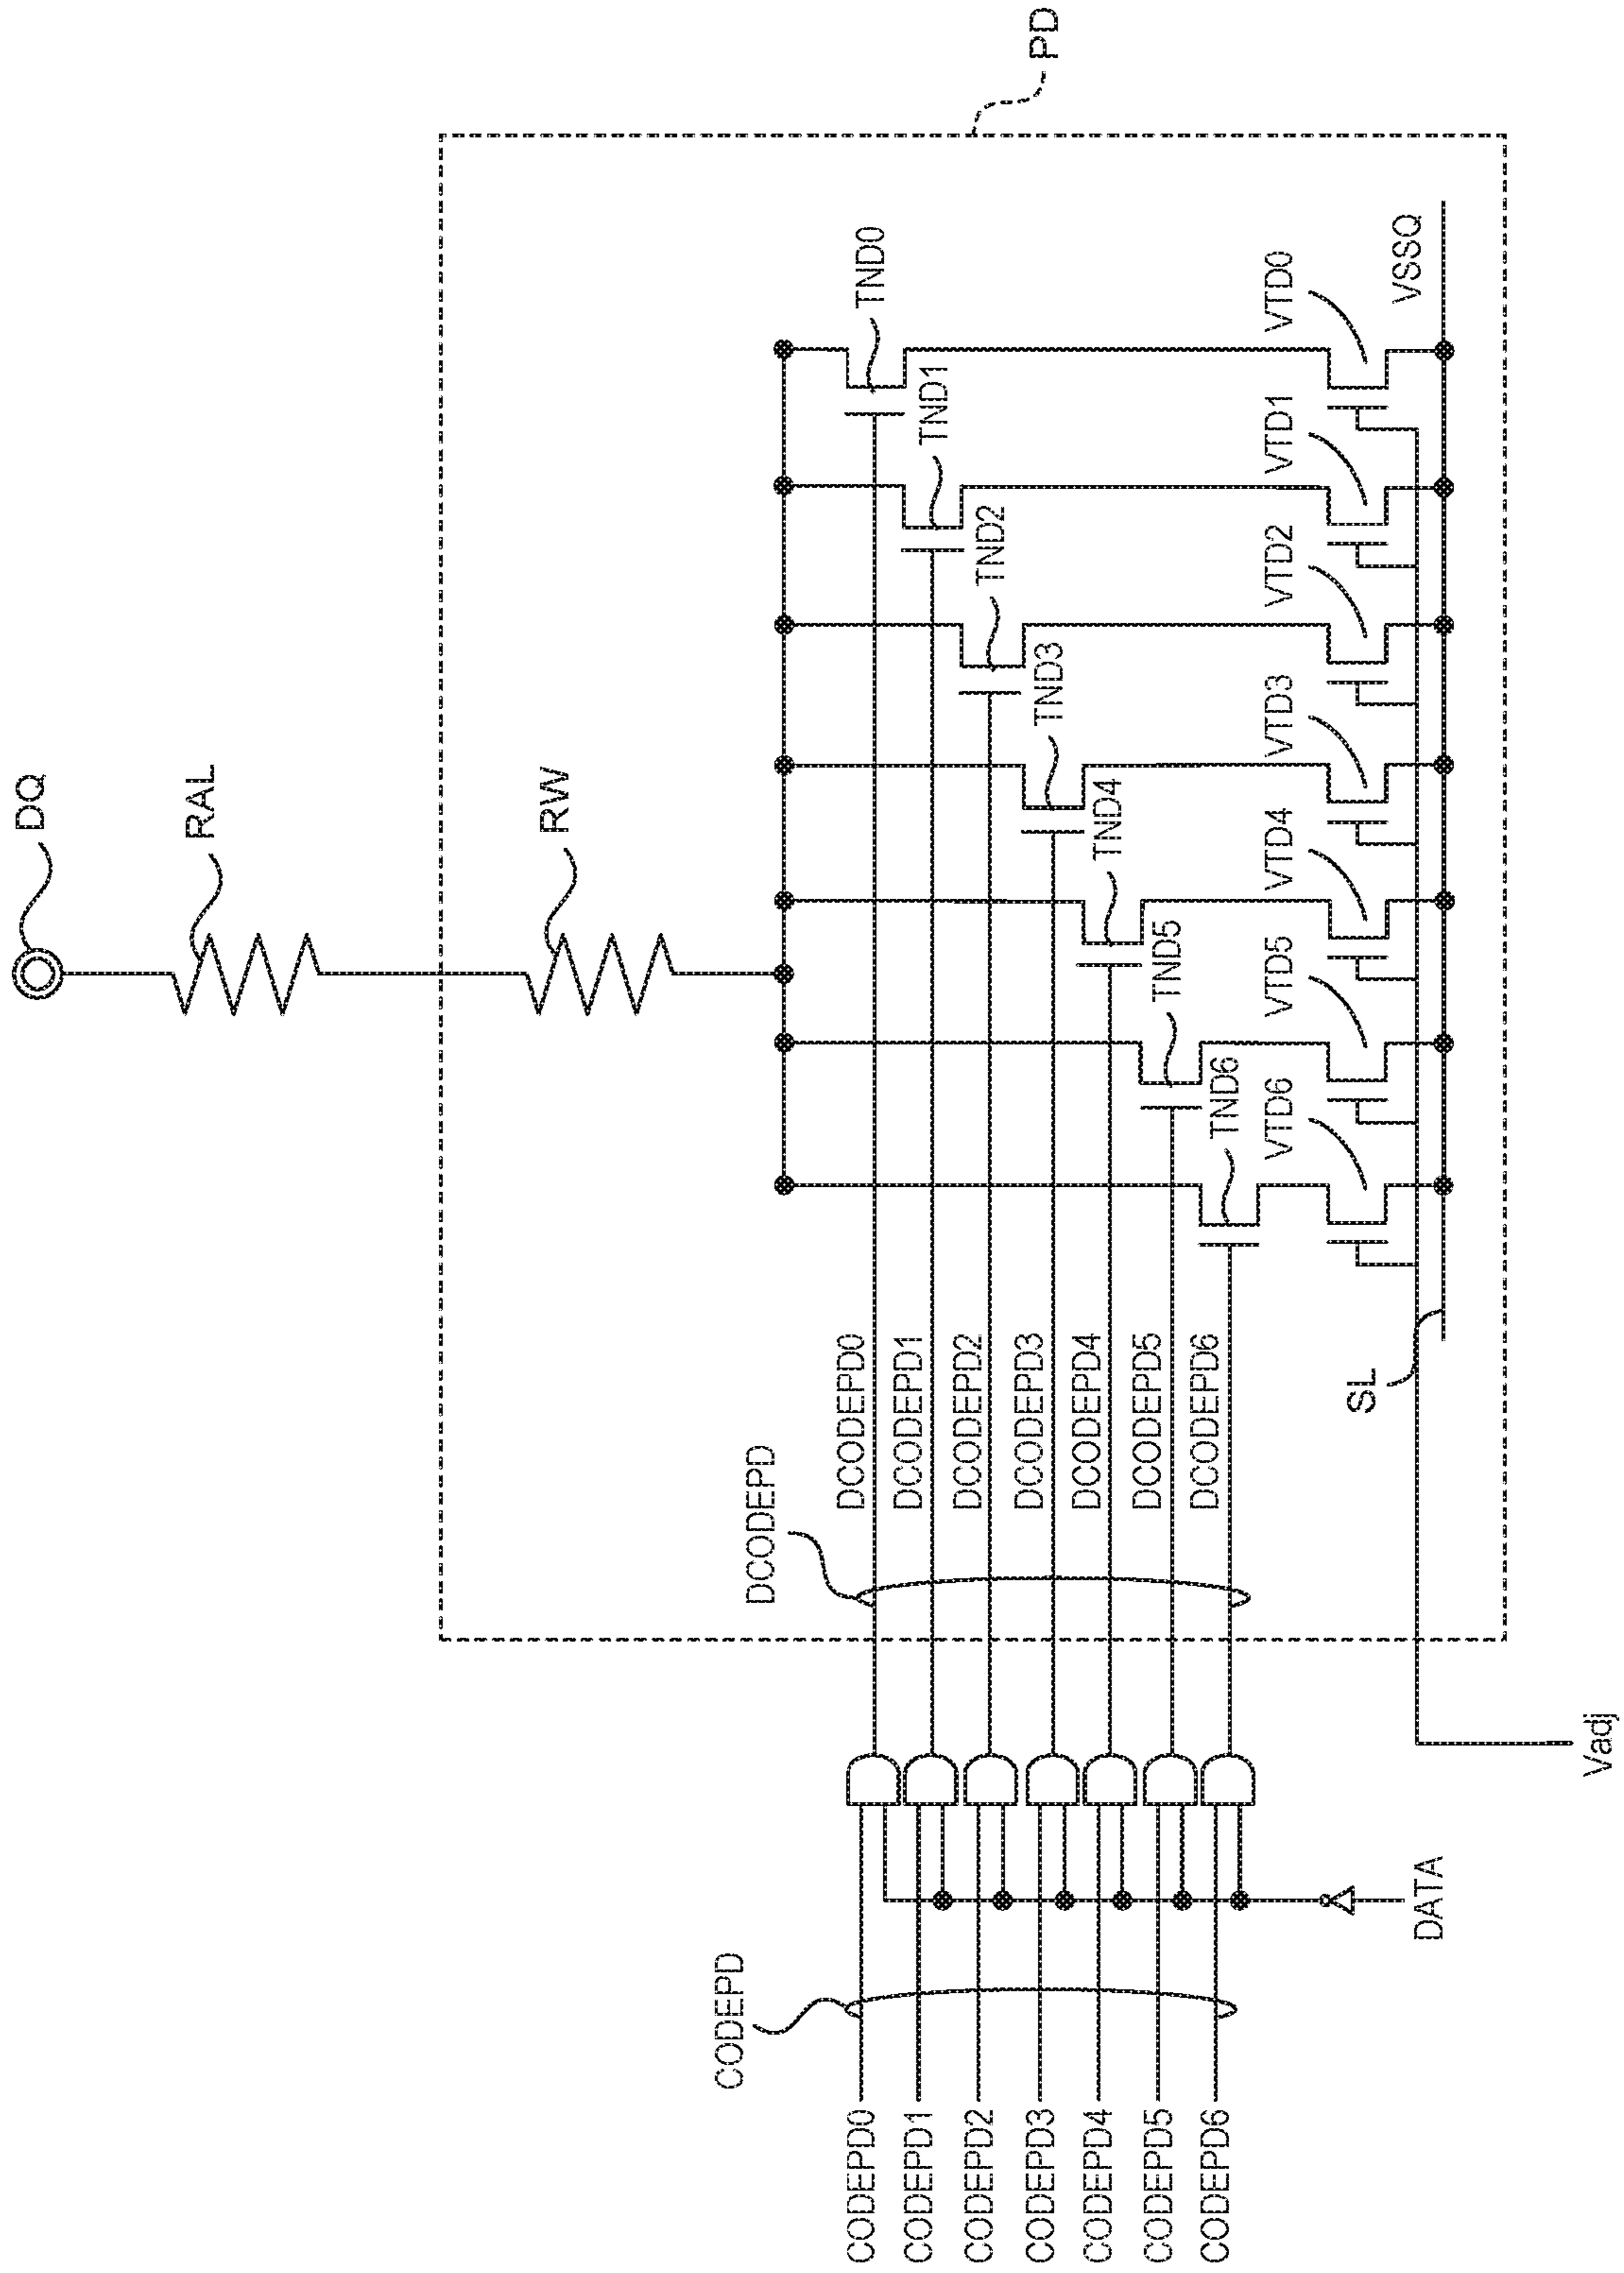 DQ
RAL
RW
PD
TND0
TND1
TND2
TND3
TND4
TND5
TND6
VTD0
VTD1
VTD2
VTD3
VTD4
VTD5
VTD6
VSSQ
SL
DCODEPD
DCODEPD0
DCODEPD1
DCODEPD2
DCODEPD3
DCODEPD4
DCODEPD5
DCODEPD6
CODEPD
CODEPD0
CODEPD1
CODEPD2
CODEPD3
CODEPD4
CODEPD5
CODEPD6
DATA
Vadj